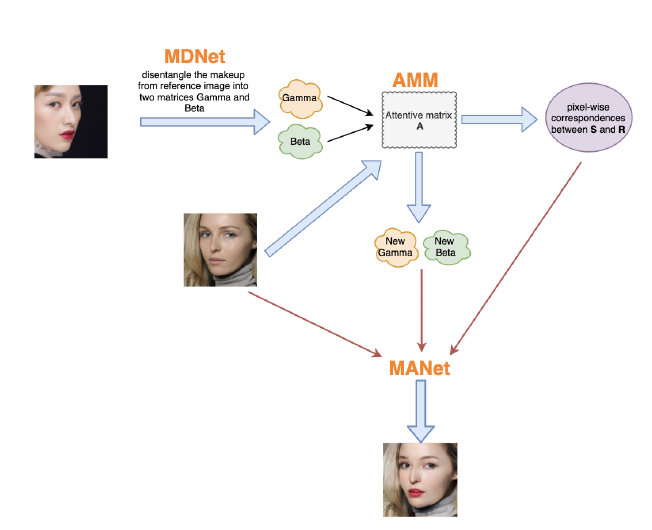 MDNet
disentangle the makeup
from reference image into
two matrices Gamma and
Beta
Gamma
Beta
AMM
Attentive matrix
A
pixel-wise
correspondences
between S and R
New
Gamma
New
Beta
MANet